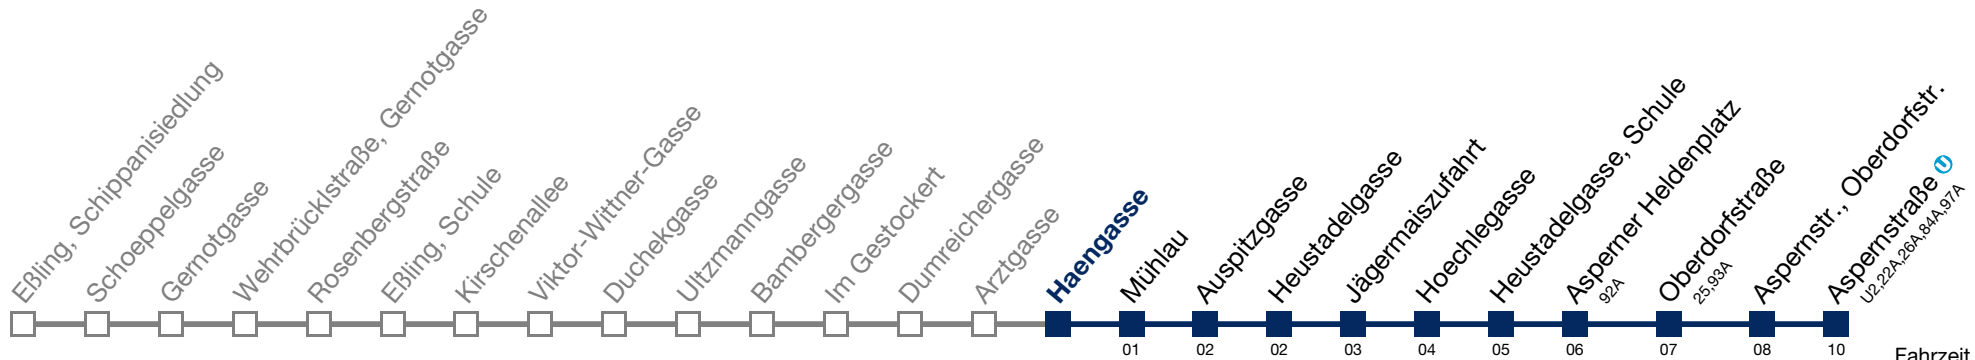 Eßling, Schippanisiedlung
Schoeppelgasse
Gernotgasse
Wehrbrücklstraße, Gernotgasse
Rosenbergstraße
Eßling, Schule
Kirschenallee
Viktor-Wittner-Gasse
Duchekgasse
Ultzmanngasse
Bambergergasse
Im Gestockert
Dumreichergasse
Arztgasse
Haengasse
Mühlau
Auspitzgasse
Heustadelgasse
Jägermaiszufahrt
Hoechlegasse
Heustadelgasse, Schule
Asperner Heldenplatz
92A
Oberdorfstraße
25,93A
Aspernstr., Oberdorfstr.
Aspernstraße U
U2,22A,26A,84A,97A
01 02 02 03 04 05 06 07 08 10
Fahrzeit